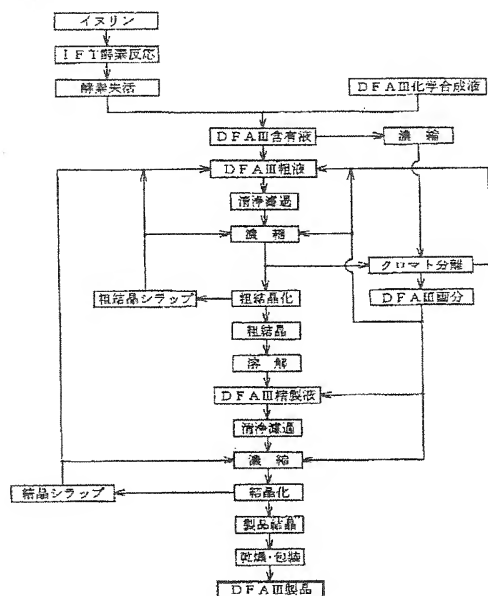 イヌリン
IFT酵素反応
酵素失活
DFAⅢ化学合成液
DFAⅢ含有液
濃縮
DFAⅢ粗液
清浄濾過
濃縮
クロマト分離
粗結晶シラップ
粗結晶化
DFAⅢ画分
粗結晶
溶解
DFAⅢ精製液
清浄濾過
濃縮
結晶シラップ
結晶化
製品結晶
乾燥・包装
DFAⅢ製品